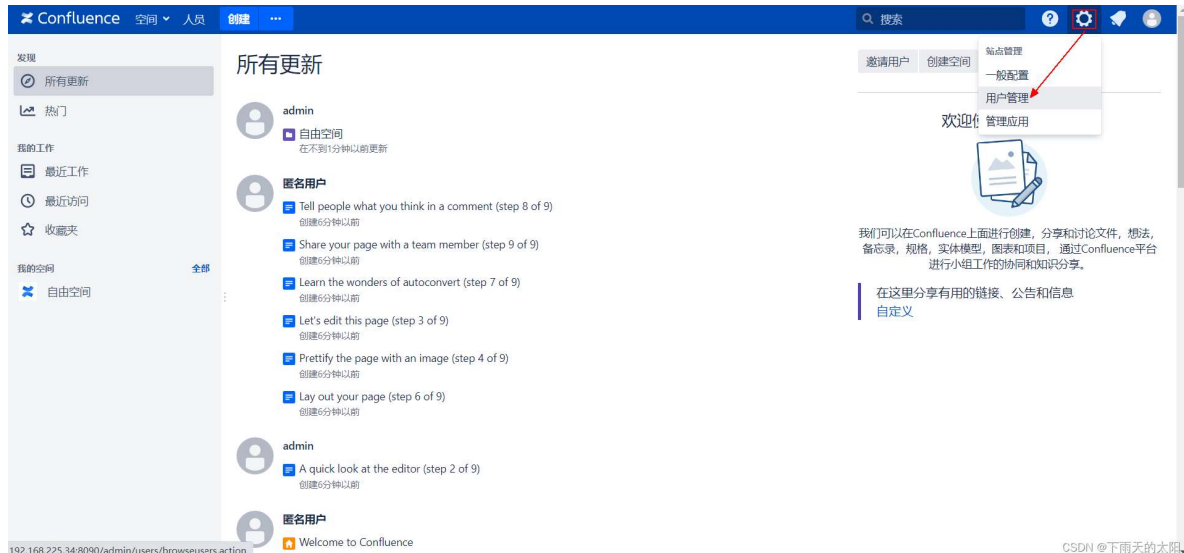 Confluence 空间 人员 创建 ··· 搜索
发现
所有更新
热门
我的工作
最近工作
最近访问
收藏夹
我的空间 全部
自由空间
所有更新
admin
自由空间
在不到1分钟以前更新
匿名用户
Tell people what you think in a comment (step 8 of 9)
创建6分钟以前
Share your page with a team member (step 9 of 9)
创建6分钟以前
Learn the wonders of autoconvert (step 7 of 9)
创建6分钟以前
Let's edit this page (step 3 of 9)
创建6分钟以前
Prettify the page with an image (step 4 of 9)
创建6分钟以前
Lay out your page (step 6 of 9)
创建6分钟以前
admin
A quick look at the editor (step 2 of 9)
创建6分钟以前
匿名用户
Welcome to Confluence
邀请用户 创建空间
站点管理
一般配置
用户管理
管理应用
欢迎
我们可以在Confluence上面进行创建，分享和讨论文件，想法，
备忘录，规格，实体模型，图表和项目， 通过Confluence平台
进行小组工作的协同和知识分享。
在这里分享有用的链接、公告和信息
自定义
192.168.225.34:8090/admin/users/browseusers.action
CSDN @下雨天的太阳